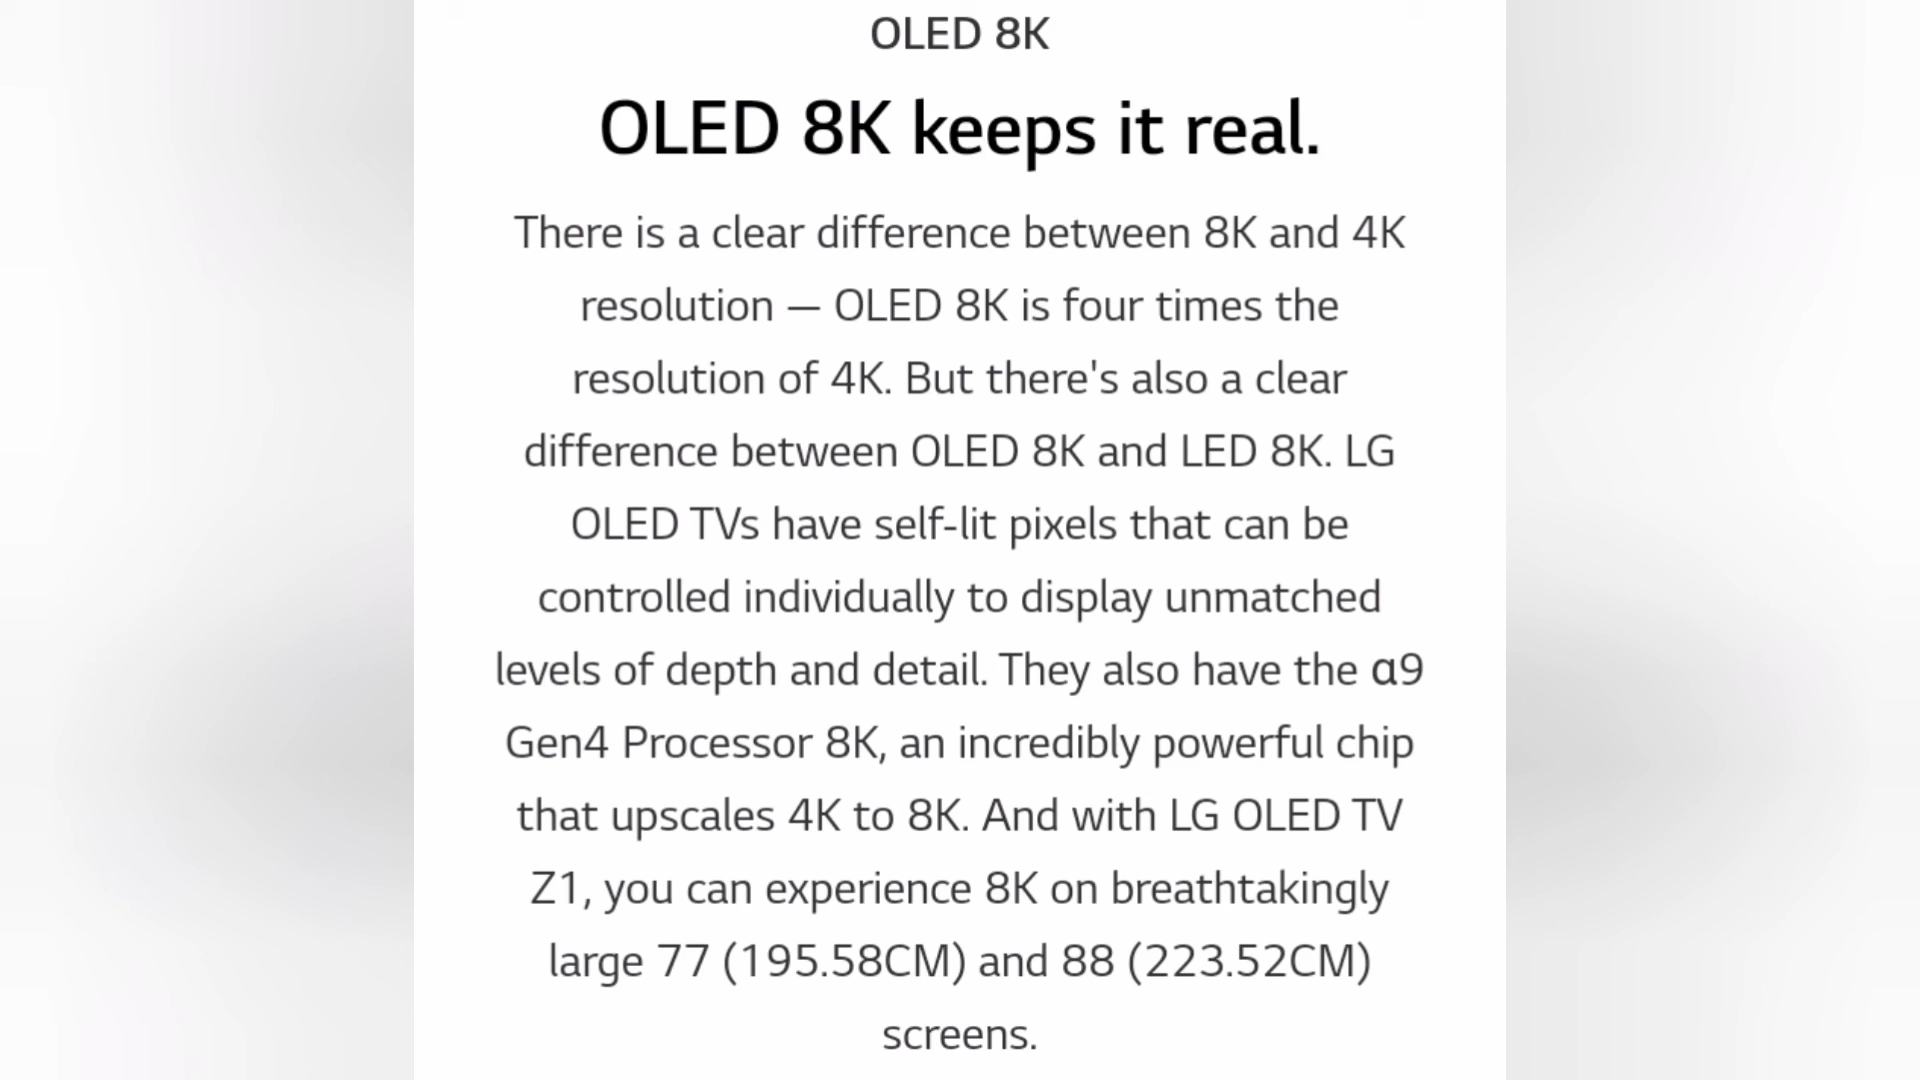 OLED 8K
OLED 8K keeps it real.
There is a clear difference between 8K and 4K
resolution — OLED 8K is four times the
resolution of 4K. But there's also a clear
difference between OLED 8K and LED 8K. LG
OLED TVs have self-lit pixels that can be
controlled individually to display unmatched
levels of depth and detail. They also have the α9
Gen4 Processor 8K, an incredibly powerful chip
that upscales 4K to 8K. And with LG OLED TV
Z1, you can experience 8K on breathtakingly
large 77 (195.58CM) and 88 (223.52CM)
screens.